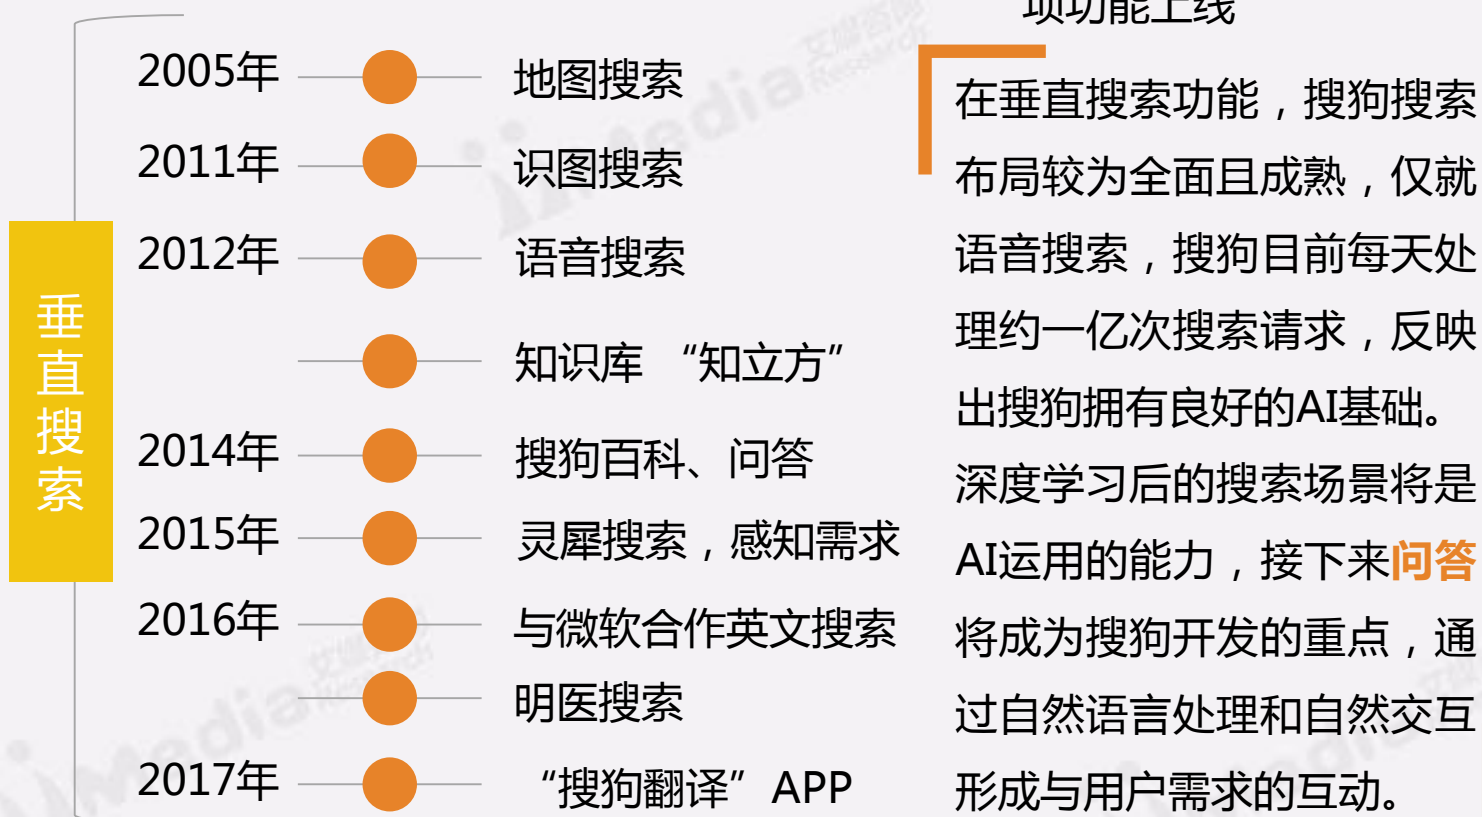 项功能上线
垂直搜索
2005年 地图搜索
2011年 识图搜索
2012年 语音搜索
知识库 “知立方”
2014年 搜狗百科、问答
2015年 灵犀搜索，感知需求
2016年 与微软合作英文搜索
明医搜索
2017年 “搜狗翻译”APP
在垂直搜索功能，搜狗搜索
布局较为全面且成熟，仅就
语音搜索，搜狗目前每天处
理约一亿次搜索请求，反映
出搜狗拥有良好的AI基础。
深度学习后的搜索场景将是
AI运用的能力，接下来问答
将成为搜狗开发的重点，通
过自然语言处理和自然交互
形成与用户需求的互动。
iiMedia Research 艾媒咨询